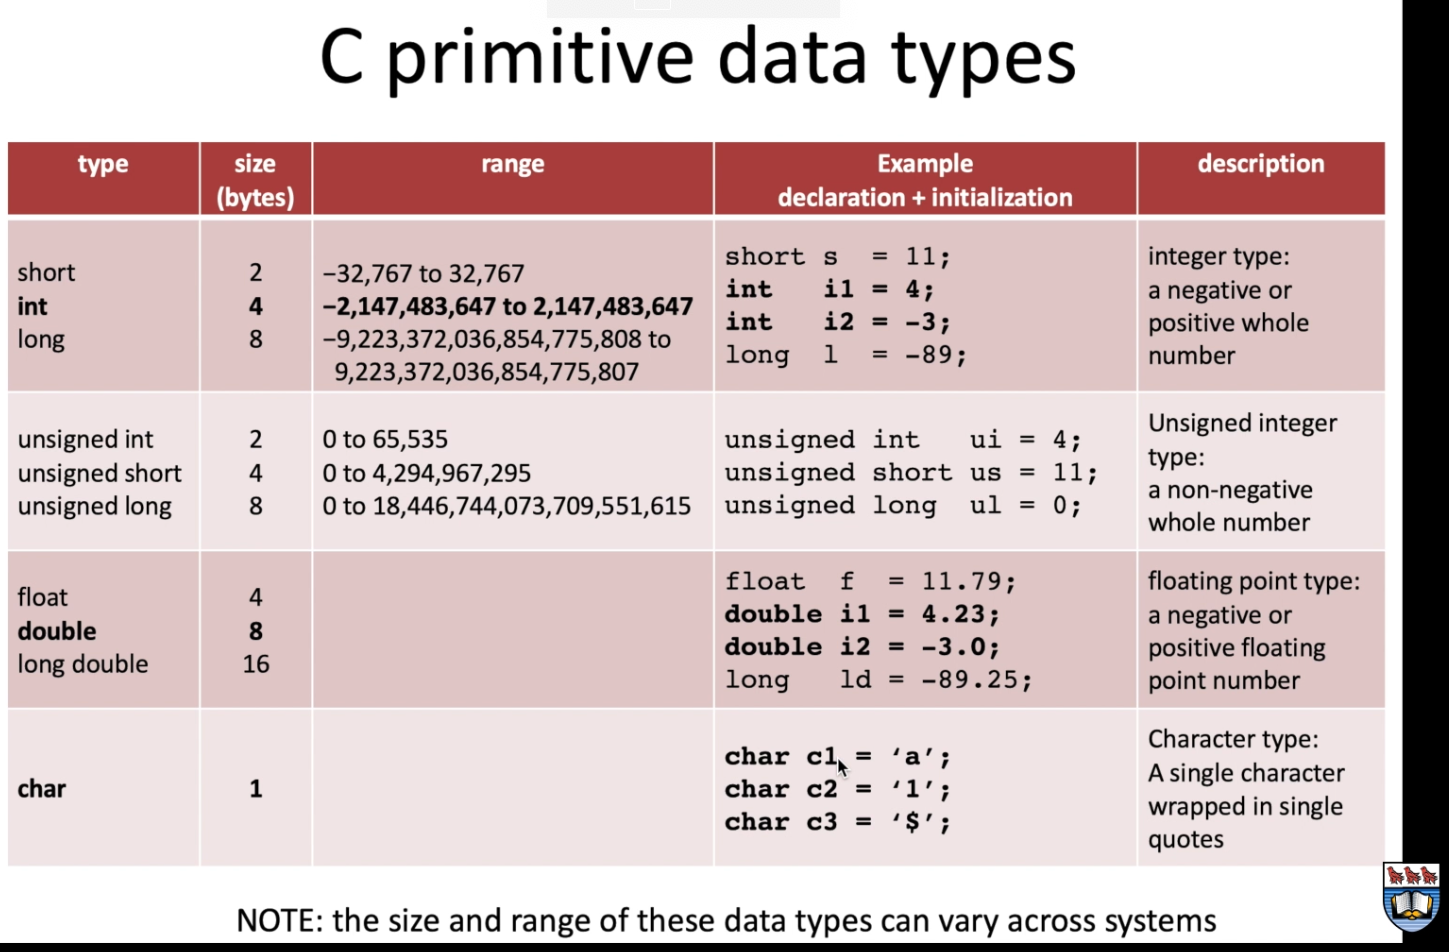 C primitive data types
type size range Example description
(bytes) declaration + initialization
short 2 −32,767 to 32,767 short s = 11; integer type:
int 4 −2,147,483,647 to 2,147,483,647 int i1 = 4; a negative or
long 8 −9,223,372,036,854,775,808 to int i2 = -3; positive whole
9,223,372,036,854,775,807 long l = -89; number
unsigned int 2 0 to 65,535 unsigned int ui = 4; Unsigned integer
unsigned short 4 0 to 4,294,967,295 unsigned short us = 11; type:
unsigned long 8 0 to 18,446,744,073,709,551,615 unsigned long ul = 0; a non-negative
whole number
float 4 float f = 11.79; floating point type:
double 8 double i1 = 4.23; a negative or
long double 16 double i2 = -3.0; positive floating
long ld = -89.25; point number
char 1 char c1 = ‘a’; Character type:
char c2 = ‘1’; A single character
char c3 = ‘$’; wrapped in single
quotes
NOTE: the size and range of these data types can vary across systems